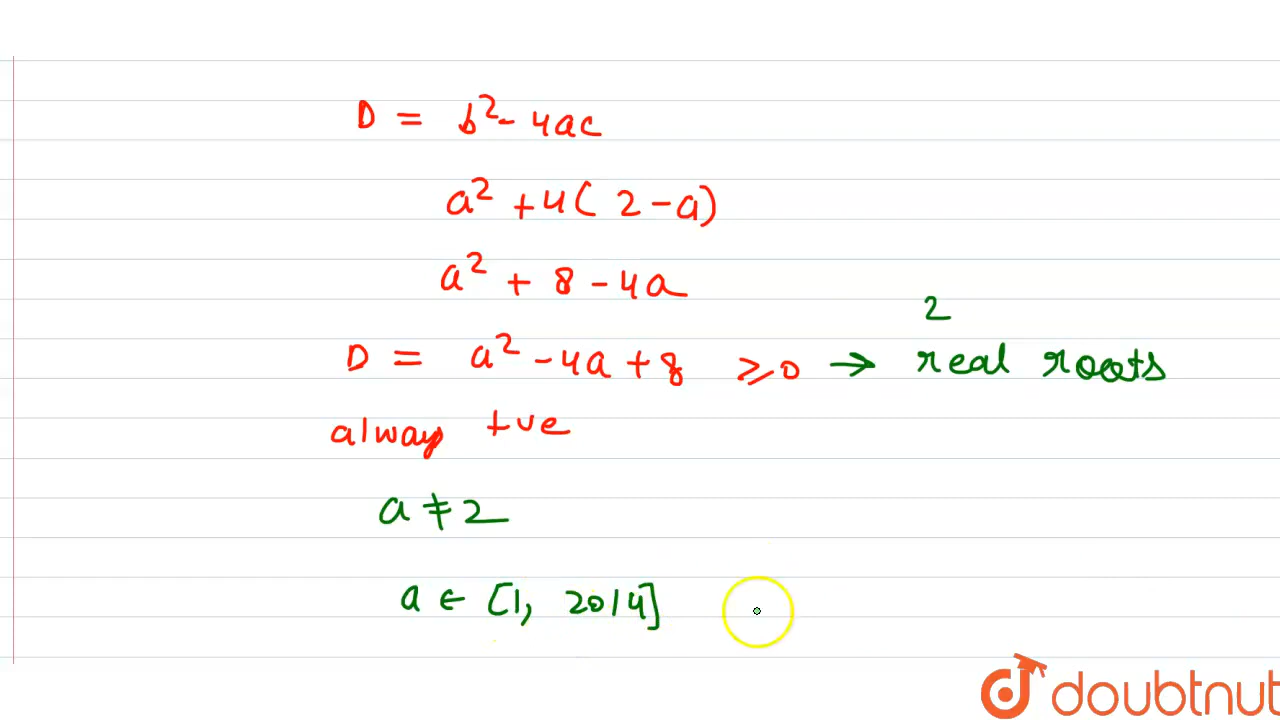 D = b² - 4ac
a² + 4( 2 - a)
a² + 8 - 4a
2
D = a² - 4a + 8 ⩾0 → real roots
alway +ve
a ≠ 2
a ∈ [1, 2014]
doubtnut